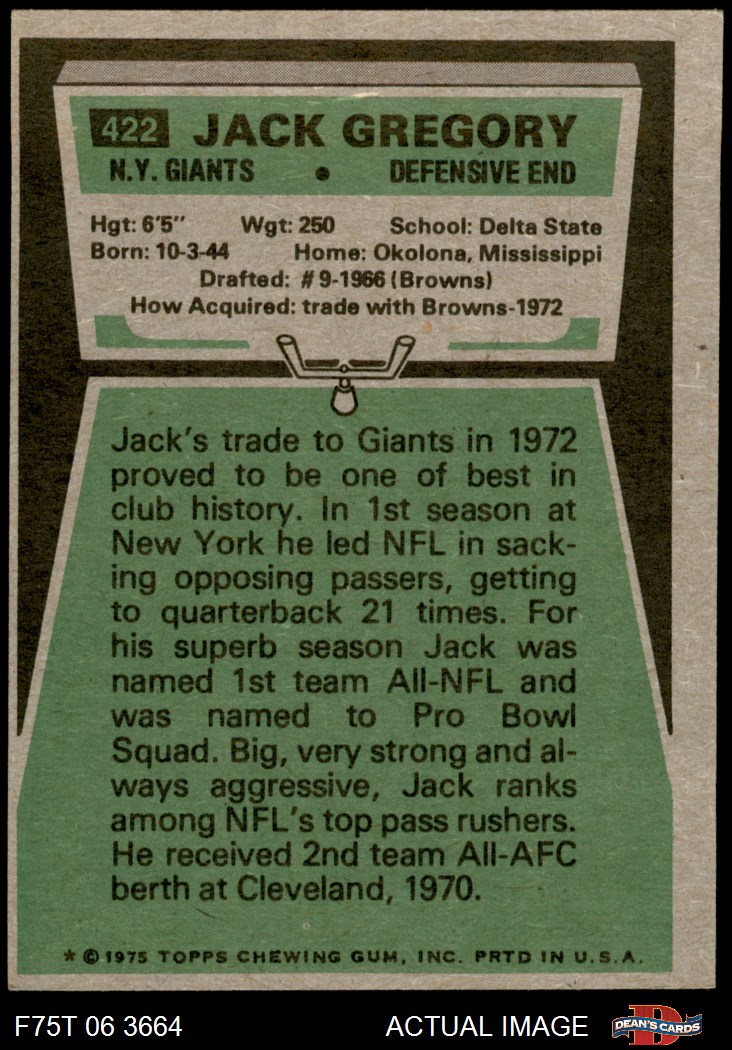 422 JACK GREGORY
N.Y. GIANTS • DEFENSIVE END
Hgt: 6'5" Wgt: 250 School: Delta State
Born: 10-3-44 Home: Okolona, Mississippi
Drafted: #9-1966 (Browns)
How Acquired: trade with Browns-1972
Jack's trade to Giants in 1972
proved to be one of best in
club history. In 1st season at
New York he led NFL in sack-
ing opposing passers, getting
to quarterback 21 times. For
his superb season Jack was
named 1st team All-NFL and
was named to Pro Bowl
Squad. Big, very strong and al-
ways aggressive, Jack ranks
among NFL's top pass rushers.
He received 2nd team All-AFC
berth at Cleveland, 1970.
* © 1975 TOPPS CHEWING GUM, INC. PRTD IN U.S.A.
F75T 06 3664 ACTUAL IMAGE D DEAN'S CARDS